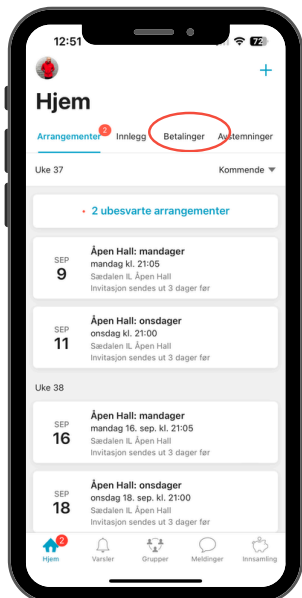 12:51
72
Hjem
Arrangementer 2 Innlegg Betalinger Avstemninger
Uke 37 Kommende
2 ubesvarte arrangementer
SEP
9
Åpen Hall: mandager
mandag kl. 21:05
Sædalen IL Åpen Hall
Invitasjon sendes ut 3 dager før
SEP
11
Åpen Hall: onsdager
onsdag kl. 21:00
Sædalen IL Åpen Hall
Invitasjon sendes ut 3 dager før
Uke 38
SEP
16
Åpen Hall: mandager
mandag 16. sep. kl. 21:05
Sædalen IL Åpen Hall
Invitasjon sendes ut 3 dager før
SEP
18
Åpen Hall: onsdager
onsdag 18. sep. kl. 21:00
Sædalen IL Åpen Hall
Invitasjon sendes ut 3 dager før
2
Hjem Varsler Grupper Meldinger Innsamling